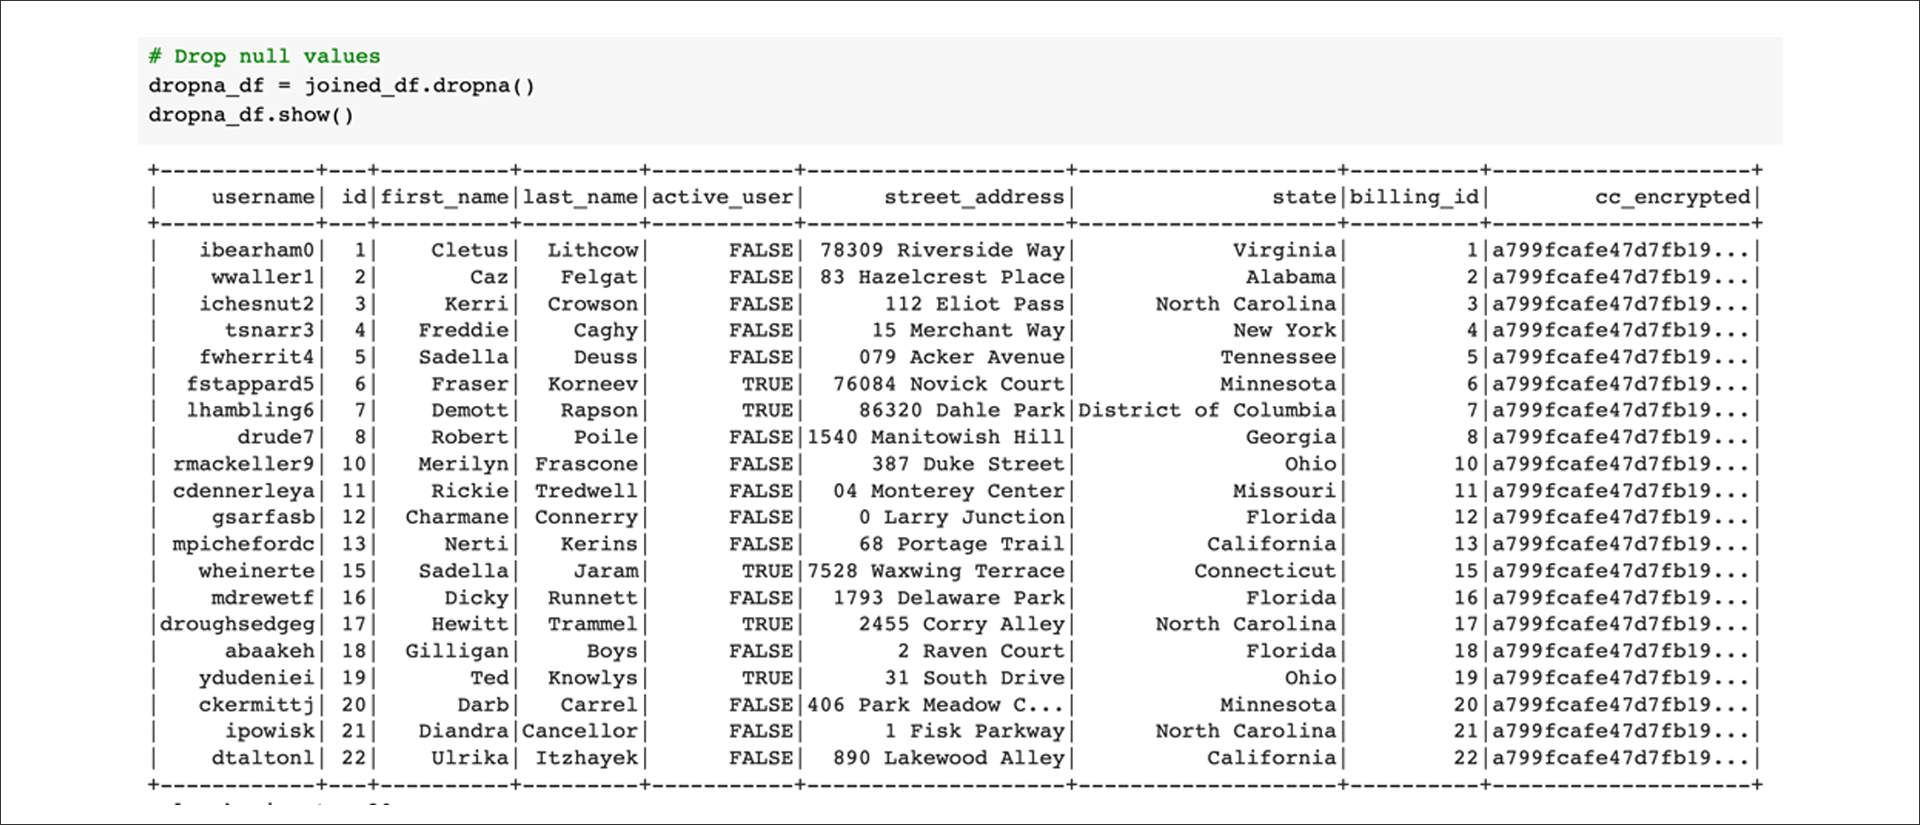 # Drop null values
dropna_df = joined_df.dropna()
dropna_df.show()
+------------+---+----------+---------+-----------+--------------------+--------------------+----------+--------------------+
|    username| id|first_name|last_name|active_user|      street_address|               state|billing_id|        cc_encrypted|
+------------+---+----------+---------+-----------+--------------------+--------------------+----------+--------------------+
|   ibearham0|  1|    Cletus|  Lithcow|      FALSE| 78309 Riverside Way|            Virginia|         1|a799fcafe47d7fb19...|
|    wwaller1|  2|       Caz|   Felgat|      FALSE| 83 Hazelcrest Place|             Alabama|         2|a799fcafe47d7fb19...|
|   ichesnut2|  3|     Kerri|  Crowson|      FALSE|      112 Eliot Pass|      North Carolina|         3|a799fcafe47d7fb19...|
|     tsnarr3|  4|   Freddie|    Caghy|      FALSE|     15 Merchant Way|            New York|         4|a799fcafe47d7fb19...|
|   fwherrit4|  5|   Sadella|    Deuss|      FALSE|    079 Acker Avenue|           Tennessee|         5|a799fcafe47d7fb19...|
|  fstappard5|  6|    Fraser|  Korneev|       TRUE|  76084 Novick Court|           Minnesota|         6|a799fcafe47d7fb19...|
|  lhambling6|  7|    Demott|   Rapson|       TRUE|    86320 Dahle Park|District of Columbia|         7|a799fcafe47d7fb19...|
|      drude7|  8|    Robert|    Poile|      FALSE|1540 Manitowish Hill|             Georgia|         8|a799fcafe47d7fb19...|
| rmackeller9| 10|   Merilyn| Frascone|      FALSE|     387 Duke Street|                Ohio|        10|a799fcafe47d7fb19...|
| cdennerleya| 11|    Rickie| Tredwell|      FALSE|  04 Monterey Center|            Missouri|        11|a799fcafe47d7fb19...|
|    gsarfasb| 12|  Charmane| Connerry|      FALSE|    0 Larry Junction|             Florida|        12|a799fcafe47d7fb19...|
| mpichefordc| 13|     Nerti|   Kerins|      FALSE|    68 Portage Trail|          California|        13|a799fcafe47d7fb19...|
|   wheinerte| 15|   Sadella|    Jaram|       TRUE|7528 Waxwing Terrace|         Connecticut|        15|a799fcafe47d7fb19...|
|    mdrewetf| 16|     Dicky|  Runnett|      FALSE|  1793 Delaware Park|             Florida|        16|a799fcafe47d7fb19...|
|droughsedgeg| 17|    Hewitt|  Trammel|       TRUE|    2455 Corry Alley|      North Carolina|        17|a799fcafe47d7fb19...|
|     abaakeh| 18|  Gilligan|     Boys|      FALSE|       2 Raven Court|             Florida|        18|a799fcafe47d7fb19...|
|   ydudeniei| 19|       Ted|  Knowlys|       TRUE|      31 South Drive|                Ohio|        19|a799fcafe47d7fb19...|
|   ckermittj| 20|      Darb|   Carrel|      FALSE|406 Park Meadow C...|           Minnesota|        20|a799fcafe47d7fb19...|
|     ipowisk| 21|   Diandra|Cancellor|      FALSE|      1 Fisk Parkway|      North Carolina|        21|a799fcafe47d7fb19...|
|    dtaltonl| 22|    Ulrika| Itzhayek|      FALSE|  890 Lakewood Alley|          California|        22|a799fcafe47d7fb19...|
+------------+---+----------+---------+-----------+--------------------+--------------------+----------+--------------------+